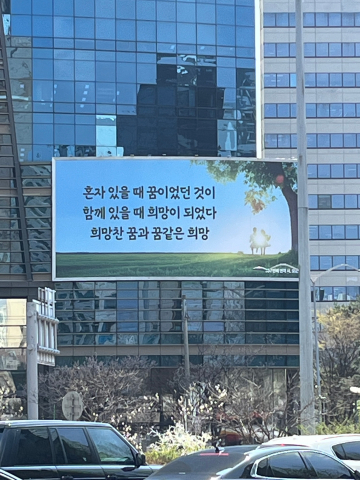 혼자 있을 때 꿈이었던 것이
함께 있을 때 희망이 되었다
희망찬 꿈과 꿈같은 희망